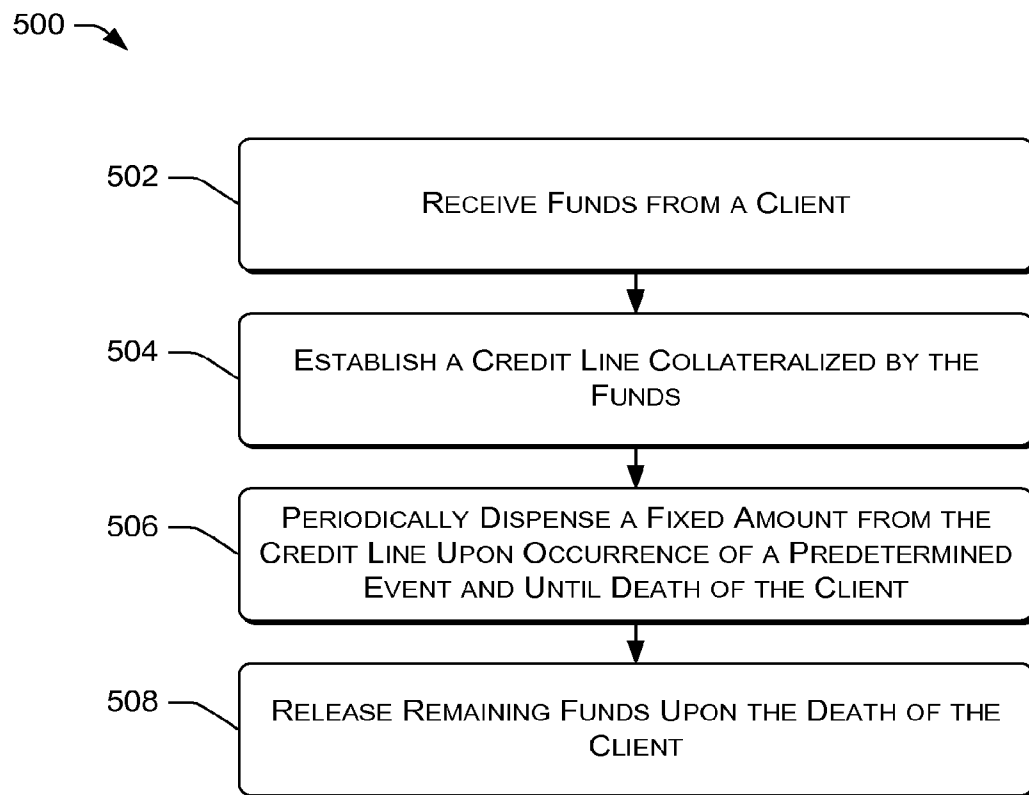 500
502
RECEIVE FUNDS FROM A CLIENT
504
ESTABLISH A CREDIT LINE COLLATERALIZED BY THE
FUNDS
506
PERIODICALLY DISPENSE A FIXED AMOUNT FROM THE
CREDIT LINE UPON OCCURRENCE OF A PREDETERMINED
EVENT AND UNTIL DEATH OF THE CLIENT
508
RELEASE REMAINING FUNDS UPON THE DEATH OF THE
CLIENT